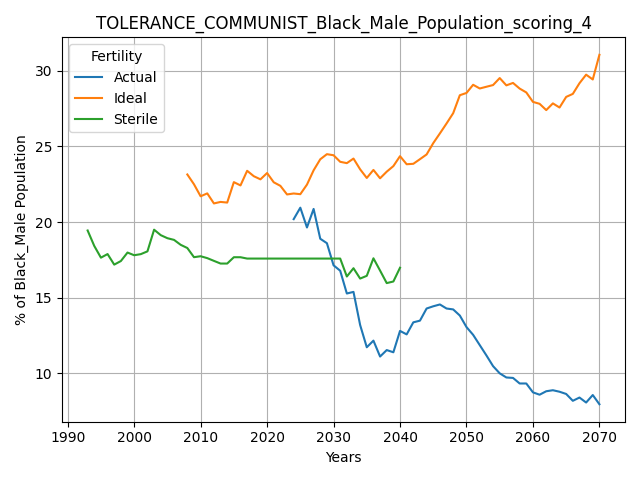 TOLERANCE_COMMUNIST_Black_Male_Population_scoring_4
Fertility
Actual
Ideal
Sterile
% of Black_Male Population
30
25
20
15
10
1990 2000 2010 2020 2030 2040 2050 2060 2070
Years